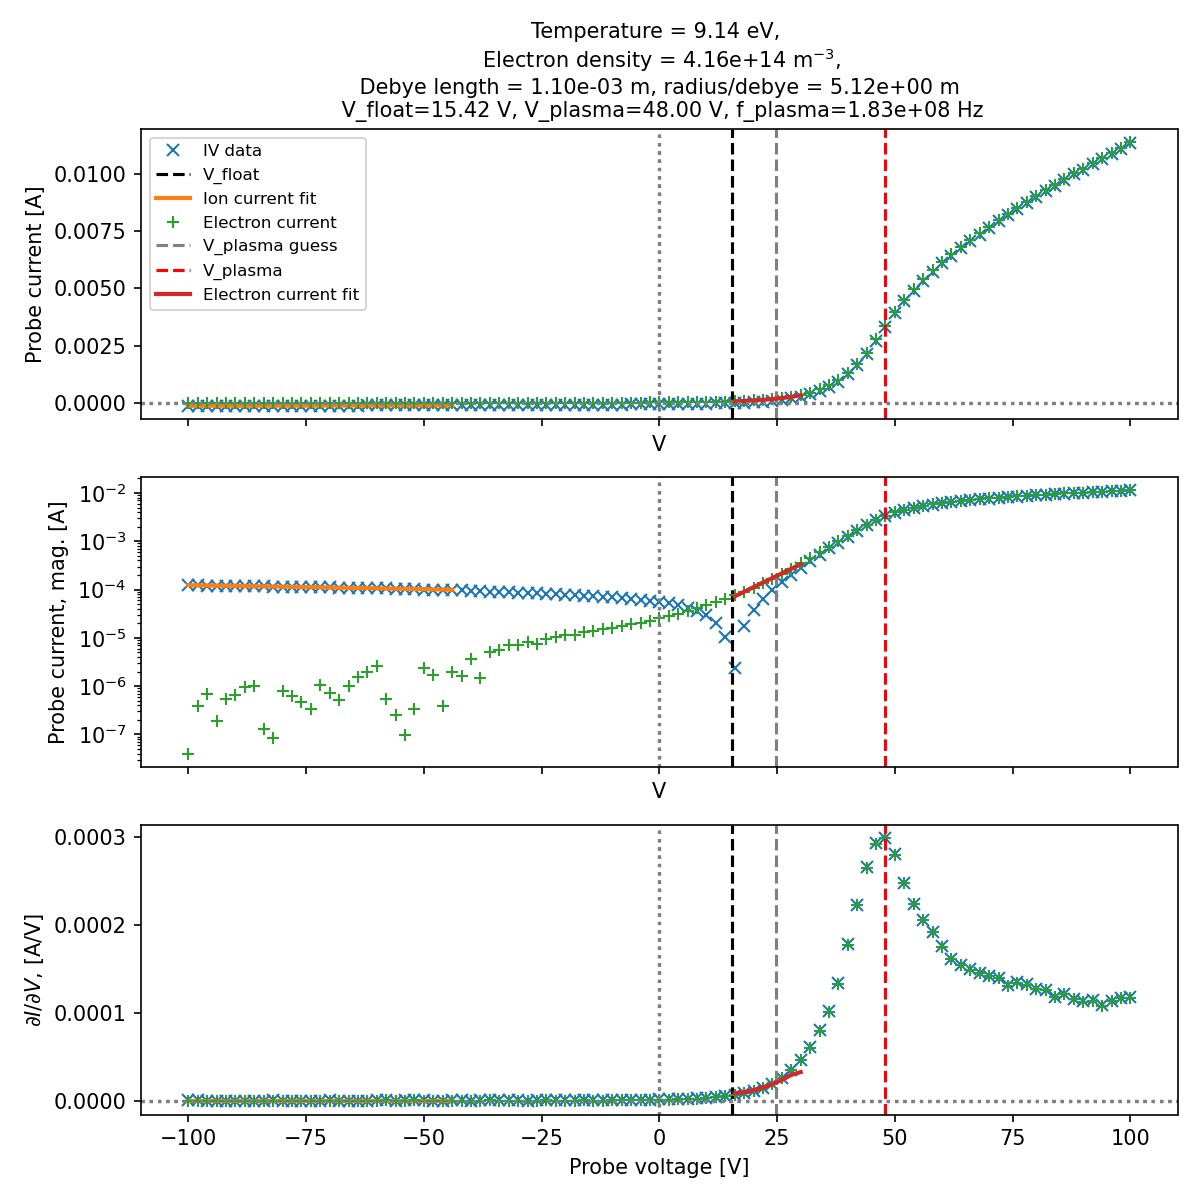 Temperature = 9.14 eV,
Electron density = 4.16e+14 m⁻³,
Debye length = 1.10e-03 m, radius/debye = 5.12e+00 m
V_float=15.42 V, V_plasma=48.00 V, f_plasma=1.83e+08 Hz
IV data
V_float
Ion current fit
Electron current
V_plasma guess
V_plasma
Electron current fit
0.0100
0.0075
0.0050
0.0025
0.0000
Probe current [A]
V
10⁻²
10⁻³
10⁻⁴
10⁻⁵
10⁻⁶
10⁻⁷
Probe current, mag. [A]
V
0.0003
0.0002
0.0001
0.0000
∂I/∂V, [A/V]
−100 −75 −50 −25 0 25 50 75 100
Probe voltage [V]